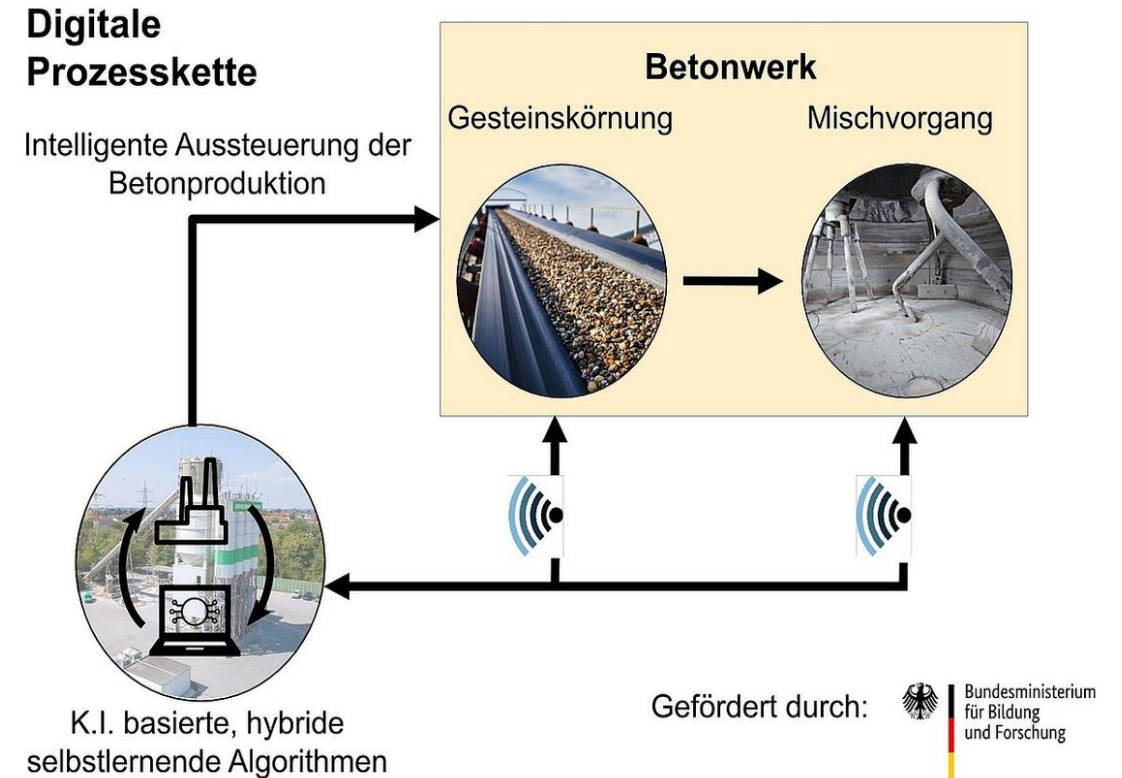 Digitale
Prozesskette
Intelligente Aussteuerung der
Betonproduktion
Betonwerk
Gesteinskörnung
Mischvorgang
K.I. basierte, hybride
selbstlernende Algorithmen
Gefördert durch:
Bundesministerium
für Bildung
und Forschung